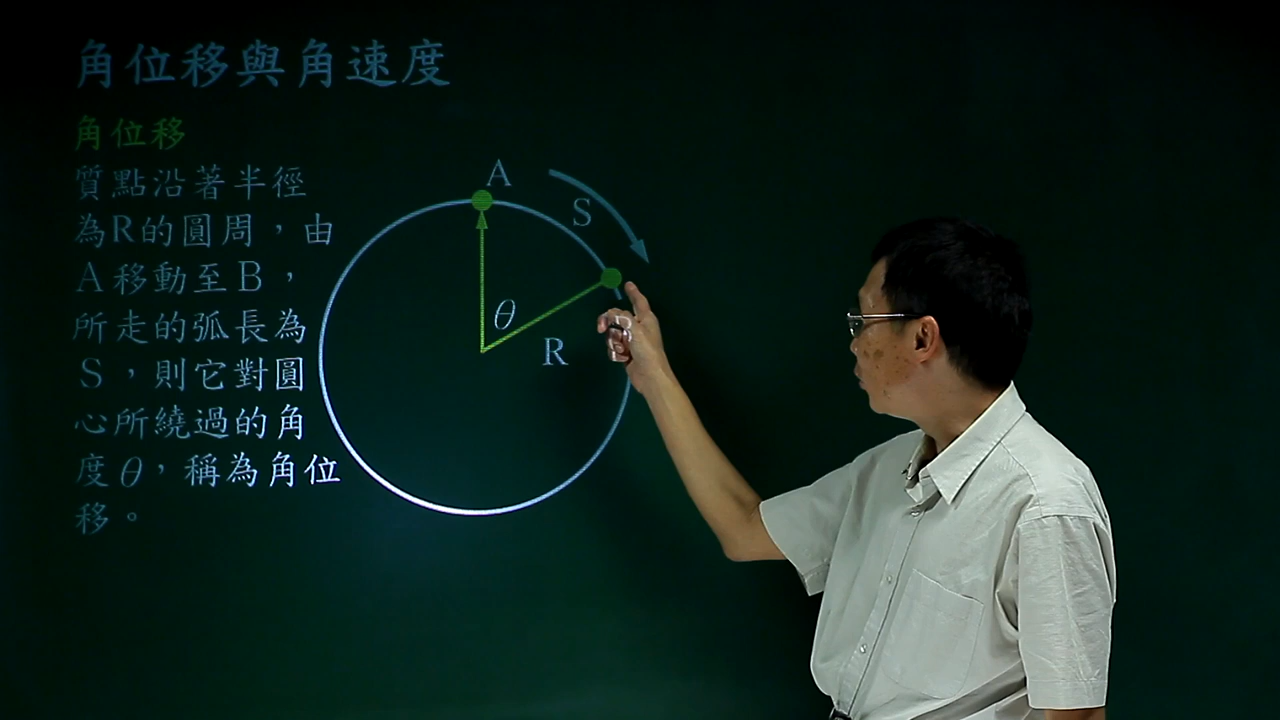 角位移與角速度
角位移
質點沿著半徑
為R的圓周，由
A移動至B，
所走的弧長為
S，則它對圓
心所繞過的角
度θ，稱為角位
移。
A
S
θ
R